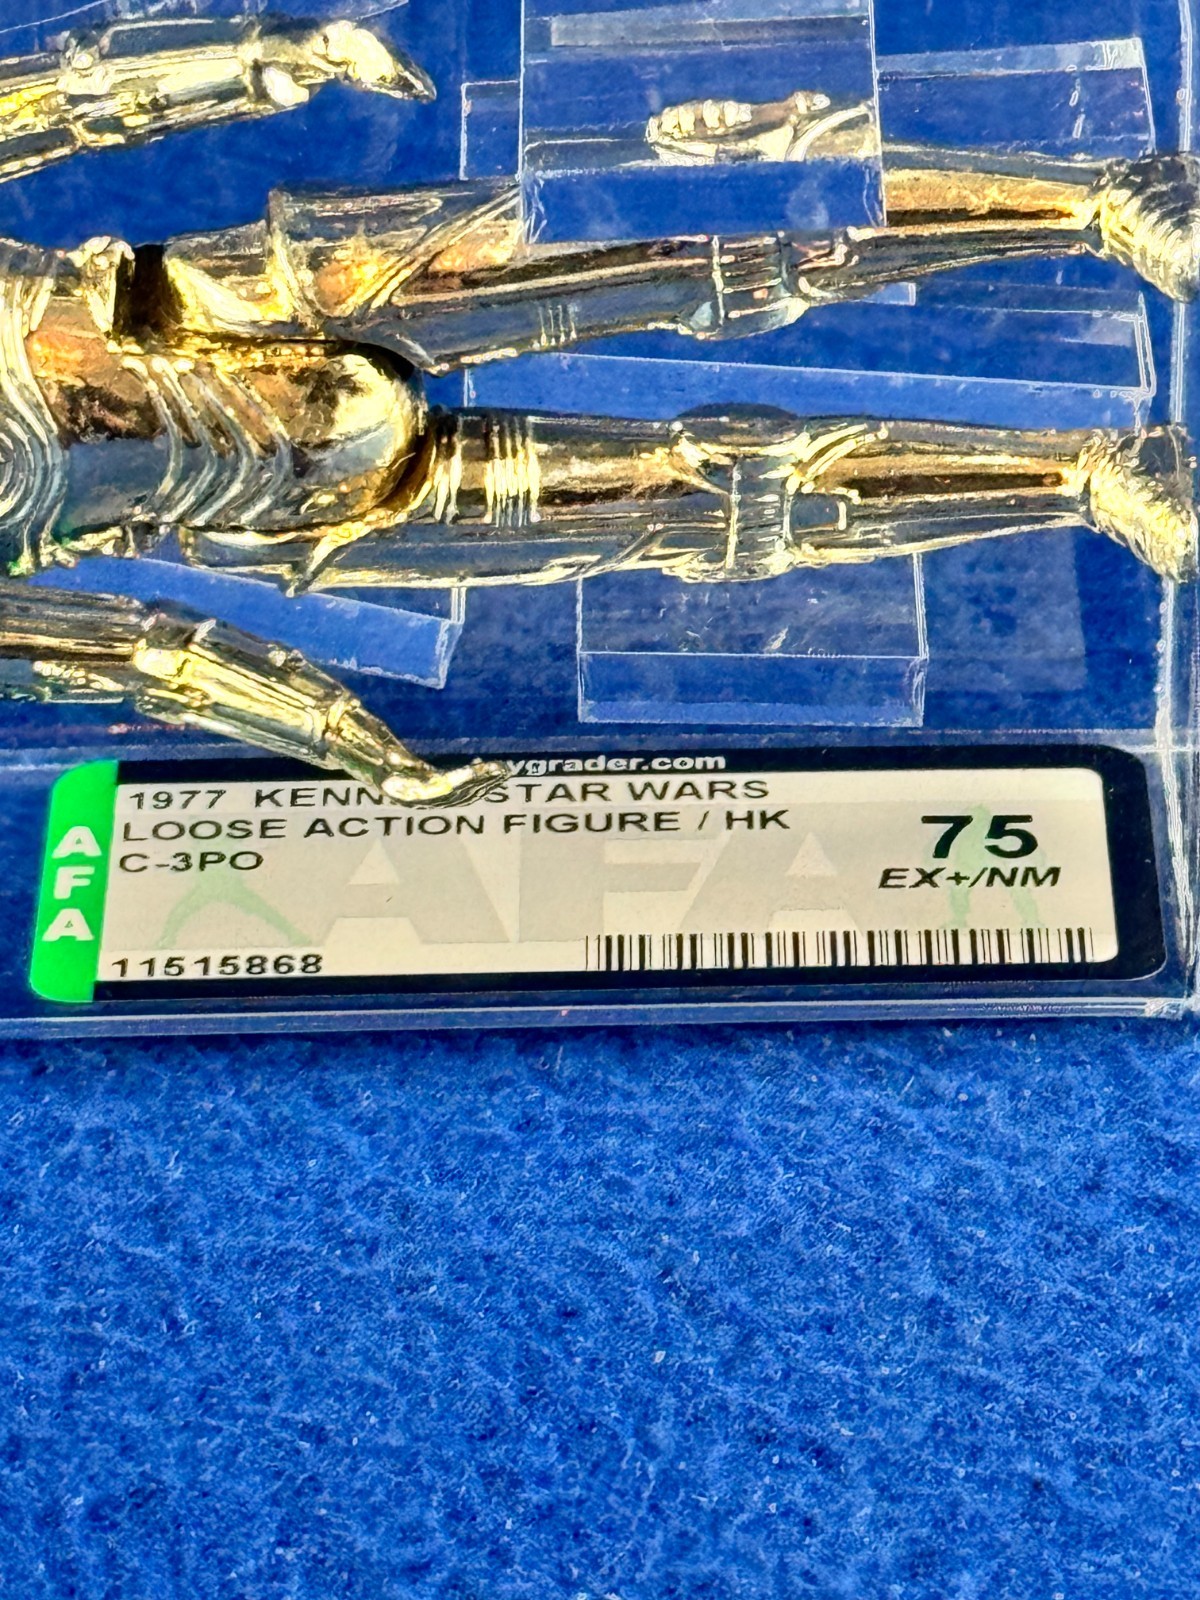 ygrader.com
1977 KENN STAR WARS
LOOSE ACTION FIGURE / HK
C-3PO
75
EX+/NM
AFA
AFA
11515868